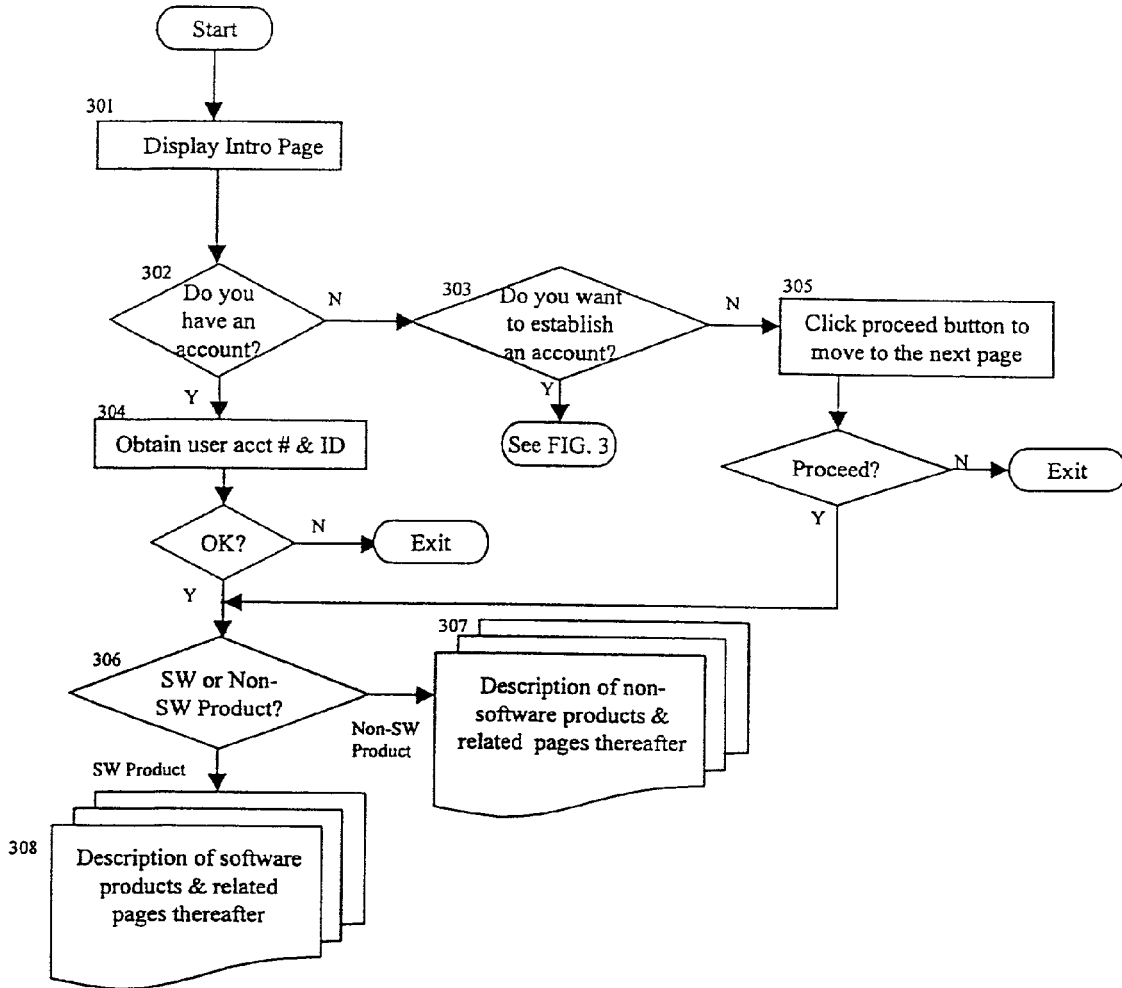 Start
301
Display Intro Page
302
Do you
have an
account?
N
Y
303
Do you want
to establish
an account?
N
Y
305
Click proceed button to
move to the next page
304
Obtain user acct # & ID
See FIG. 3
Proceed?
N
Exit
Y
OK?
N
Exit
Y
306
SW or Non-
SW Product?
Non-SW
Product
SW Product
307
Description of non-
software products &
related pages thereafter
308
Description of software
products & related
pages thereafter